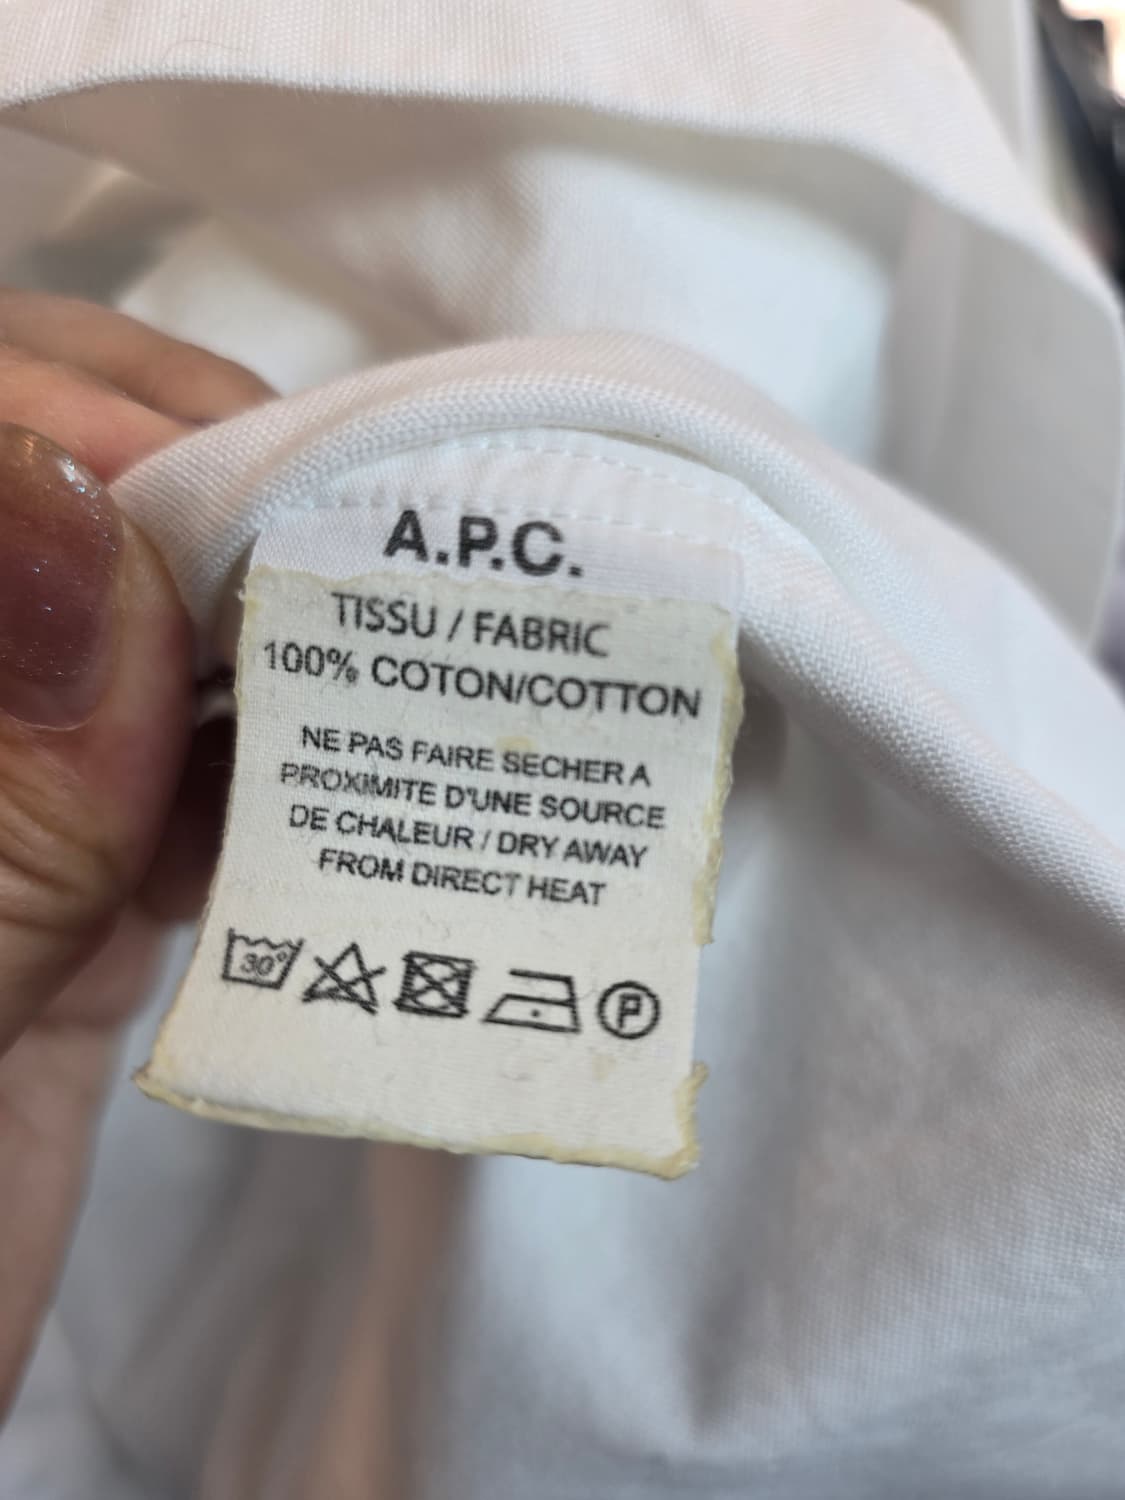 A.P.C.
TISSU / FABRIC
100% COTON/COTTON
NE PAS FAIRE SECHER A
PROXIMITE D'UNE SOURCE
DE CHALEUR / DRY AWAY
FROM DIRECT HEAT
30°
P